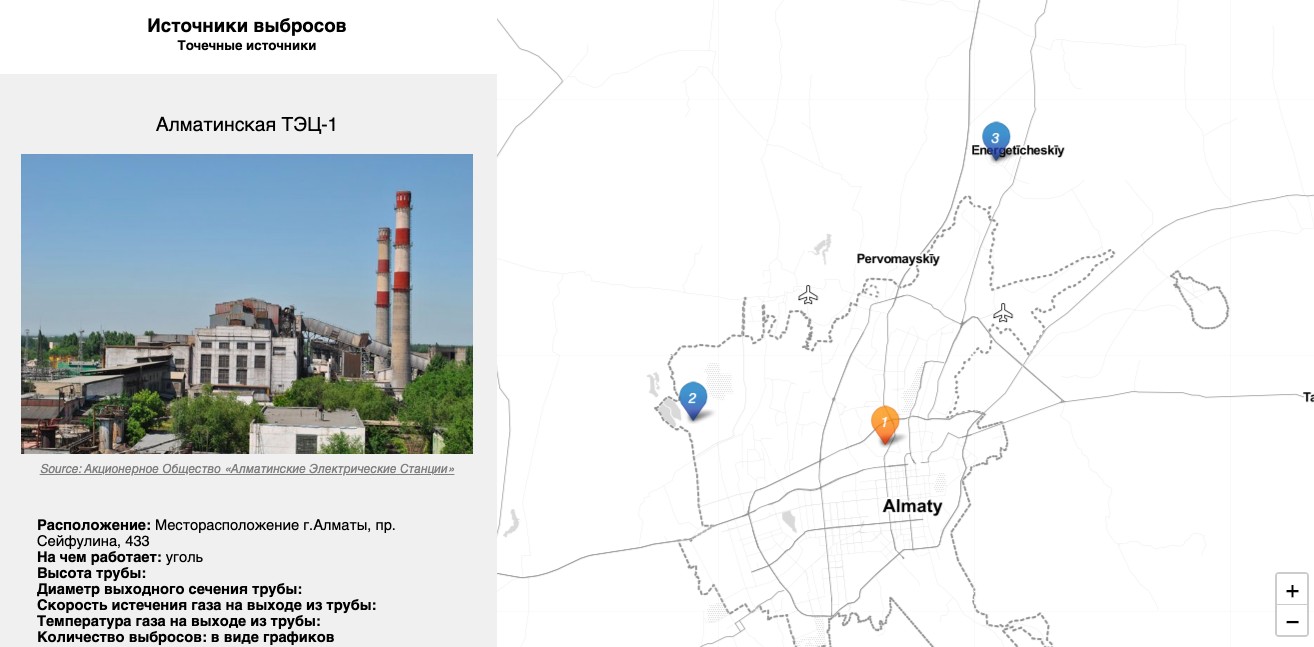 Источники выбросов
Точечные источники
Алматинская ТЭЦ-1
Source: Акционерное Общество «Алматинские Электрические Станции»
Расположение: Месторасположение г.Алматы, пр.
Сейфулина, 433
На чем работает: уголь
Высота трубы:
Диаметр выходного сечения трубы:
Скорость истечения газа на выходе из трубы:
Температура газа на выходе из трубы:
Количество выбросов: в виде графиков
3
Energetīcheskīy
Pervomayskīy
2
1
Ta
Almaty
+
−